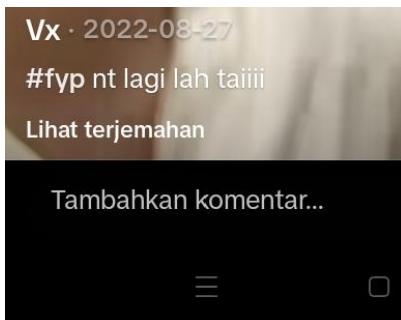 Vx · 2022-08-27
#fyp nt lagi lah taiiii
Lihat terjemahan
Tambahkan komentar...